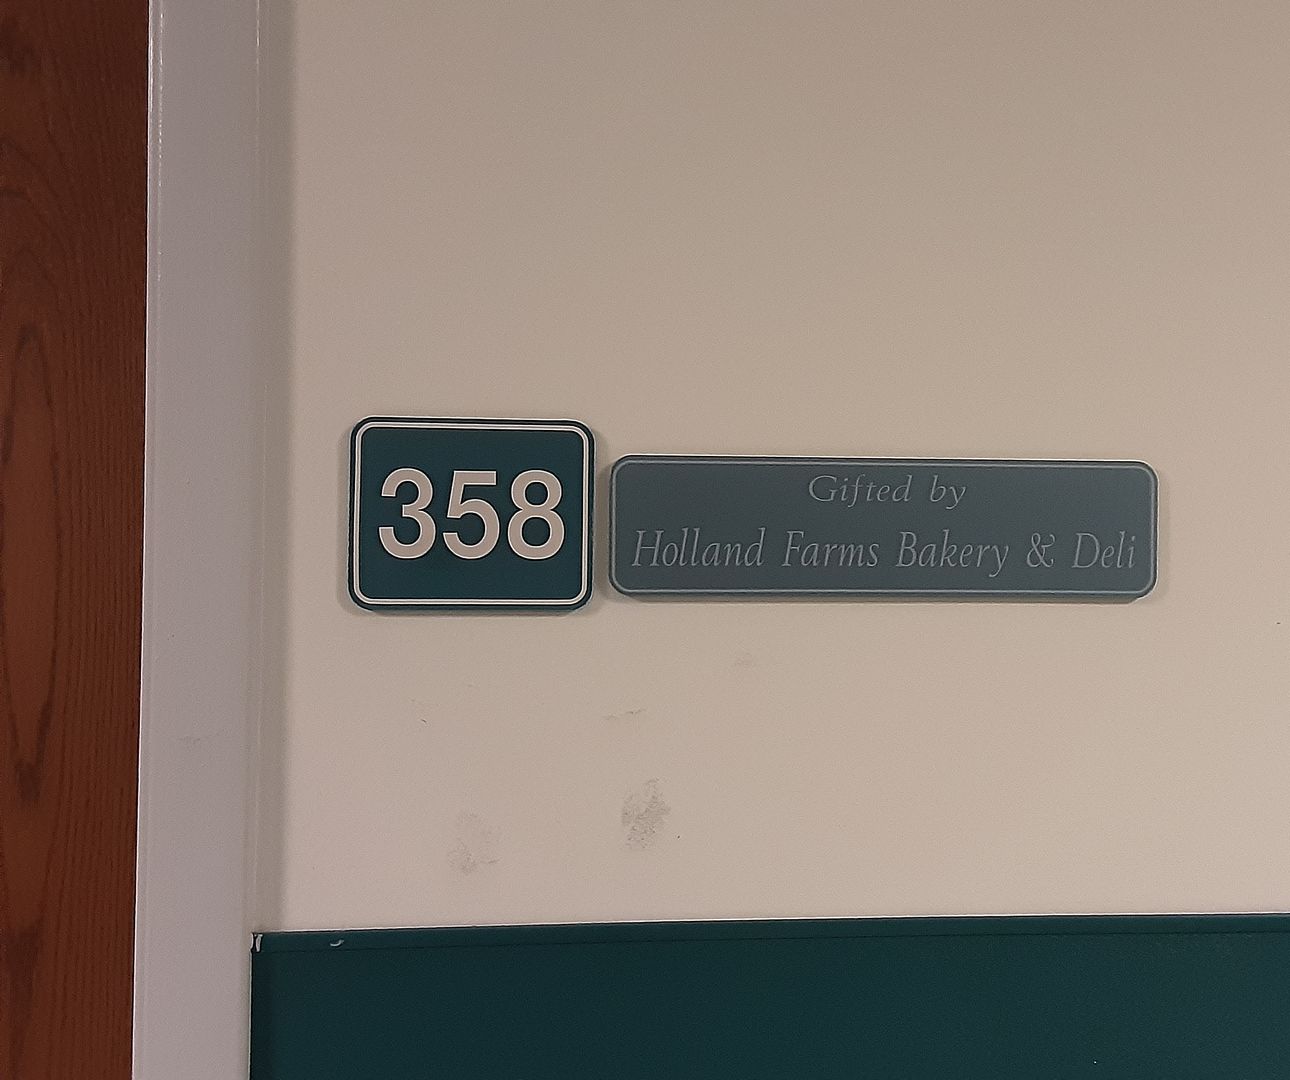 358
Gifted by
Holland Farms Bakery & Deli